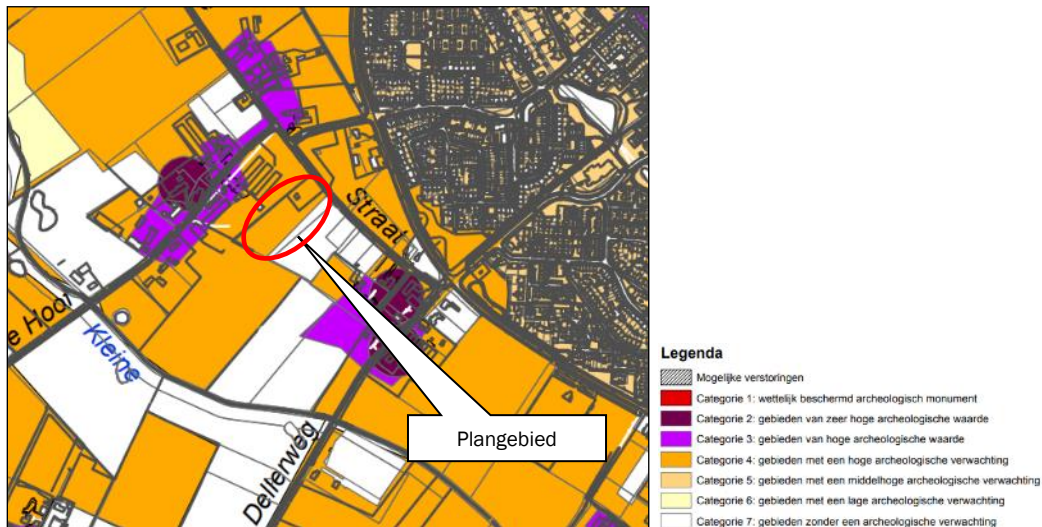 Straat
e Hoor
Kleine
Dellerweg
Plangebied
Legenda
Mogelijke verstoringen
Categorie 1: wettelijk beschermd archeologisch monument
Categorie 2: gebieden van zeer hoge archeologische waarde
Categorie 3: gebieden van hoge archeologische waarde
Categorie 4: gebieden met een hoge archeologische verwachting
Categorie 5: gebieden met een middelhoge archeologische verwachting
Categorie 6: gebieden met een lage archeologische verwachting
Categorie 7: gebieden zonder een archeologische verwachting